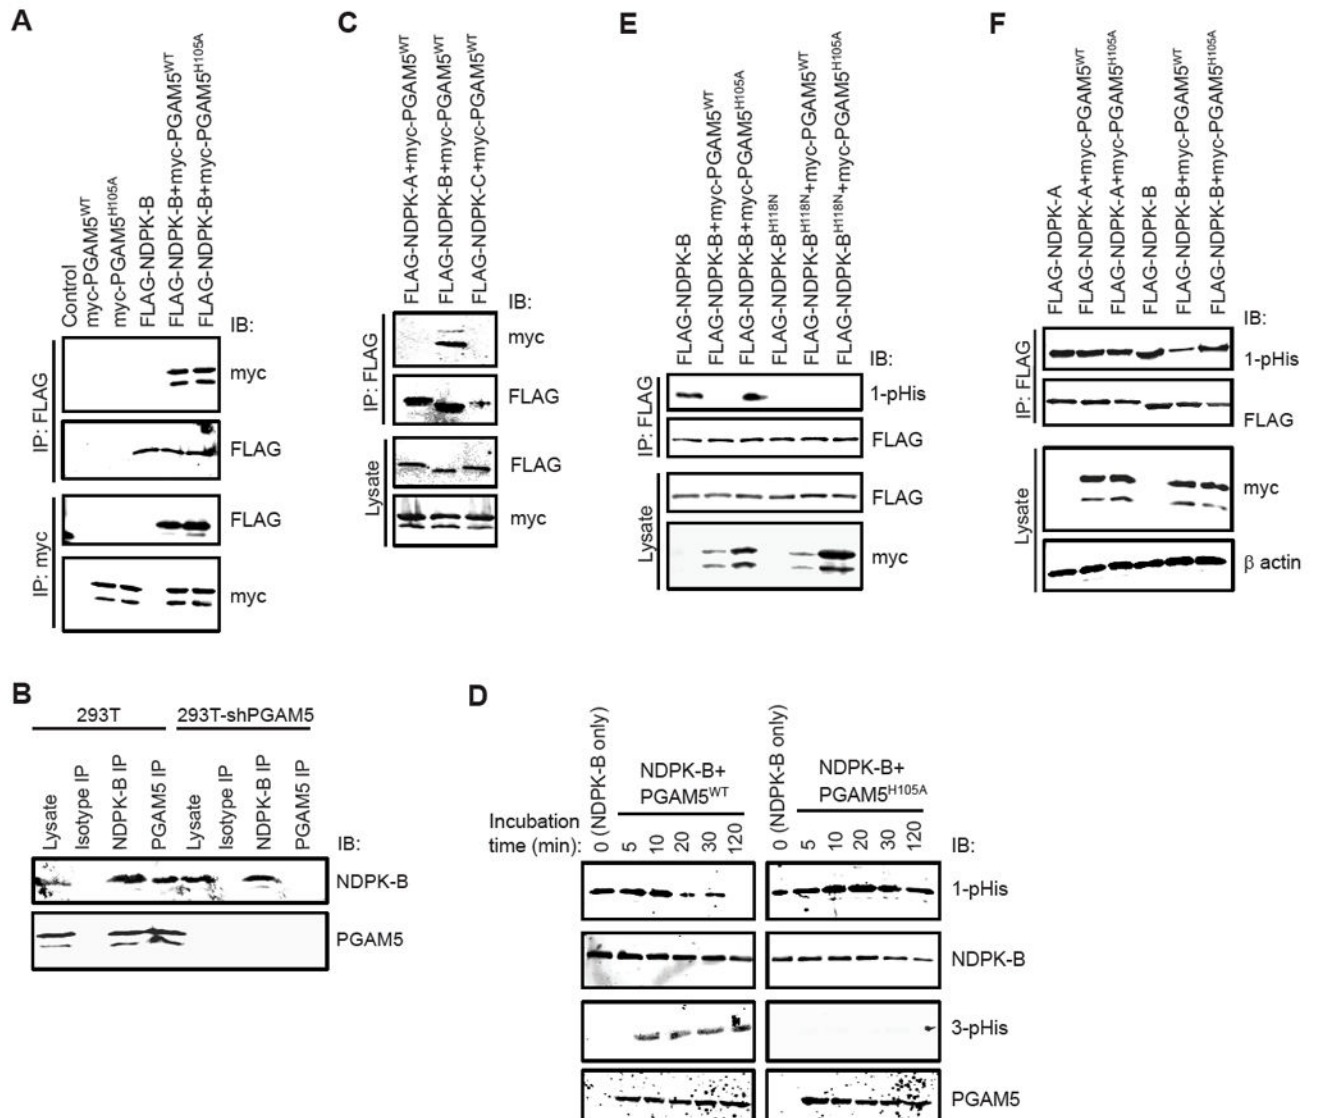 A
Control
myc-PGAM5WT
myc-PGAM5H105A
FLAG-NDPK-B
FLAG-NDPK-B+myc-PGAM5WT
FLAG-NDPK-B+myc-PGAM5H105A
IB:
IP: FLAG
myc
FLAG
IP: myc
FLAG
myc
C
FLAG-NDPK-A+myc-PGAM5WT
FLAG-NDPK-B+myc-PGAM5WT
FLAG-NDPK-C+myc-PGAM5WT
IB:
IP: FLAG
myc
FLAG
Lysate
FLAG
myc
E
FLAG-NDPK-B
FLAG-NDPK-B+myc-PGAM5WT
FLAG-NDPK-B+myc-PGAM5H105A
FLAG-NDPK-BH118N
FLAG-NDPK-BH118N+myc-PGAM5WT
FLAG-NDPK-BH118N+myc-PGAM5H105A
IB:
IP: FLAG
1-pHis
FLAG
Lysate
FLAG
myc
F
FLAG-NDPK-A
FLAG-NDPK-A+myc-PGAM5WT
FLAG-NDPK-A+myc-PGAM5H105A
FLAG-NDPK-B
FLAG-NDPK-B+myc-PGAM5WT
FLAG-NDPK-B+myc-PGAM5H105A
IB:
IP: FLAG
1-pHis
FLAG
Lysate
myc
β actin
B
293T
293T-shPGAM5
Lysate
Isotype IP
NDPK-B IP
PGAM5 IP
Lysate
Isotype IP
NDPK-B IP
PGAM5 IP
IB:
NDPK-B
PGAM5
D
0 (NDPK-B only)
NDPK-B+
PGAM5WT
0 (NDPK-B only)
NDPK-B+
PGAM5H105A
Incubation
time (min):
5 10 20 30 120
5 10 20 30 120
IB:
1-pHis
NDPK-B
3-pHis
PGAM5